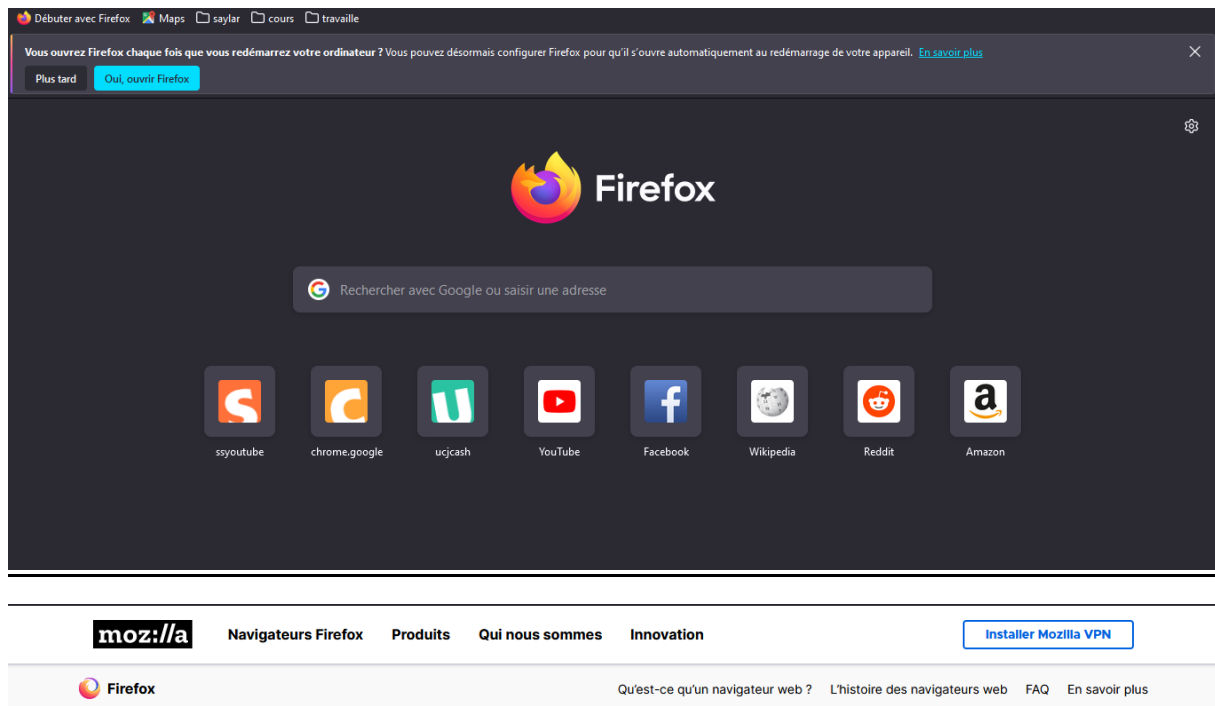 Débuter avec Firefox Maps saylar cours travaille
Vous ouvrez Firefox chaque fois que vous redémarrez votre ordinateur ? Vous pouvez désormais configurer Firefox pour qu'il s'ouvre automatiquement au redémarrage de votre appareil. En savoir plus
Plus tard Oui, ouvrir Firefox
Firefox
Rechercher avec Google ou saisir une adresse
ssyoutube chrome.google ucjcash YouTube Facebook Wikipedia Reddit Amazon
moz://a Navigateurs Firefox Produits Qui nous sommes Innovation Installer Mozilla VPN
Firefox Qu'est-ce qu'un navigateur web ? L'histoire des navigateurs web FAQ En savoir plus